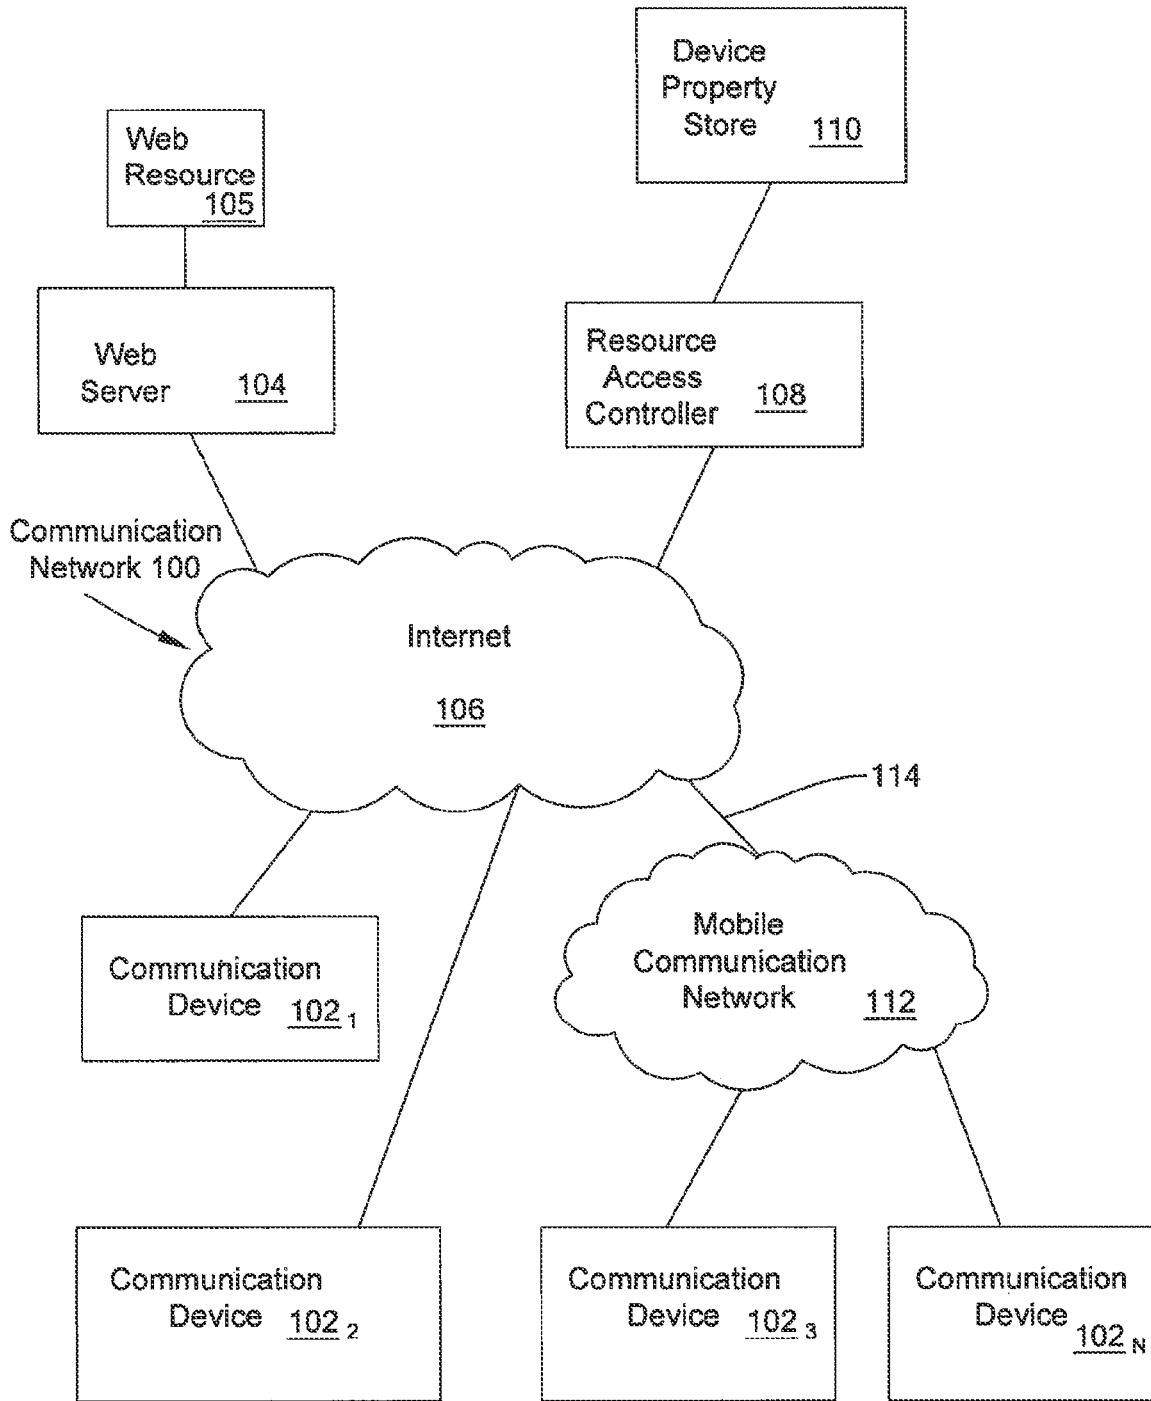 Device
Property
Store 110
Web
Resource
105
Web
Server 104
Resource
Access
Controller 108
Communication
Network 100
Internet
106
114
Mobile
Communication
Network 112
Communication
Device 102 1
Communication
Device 102 2
Communication
Device 102 3
Communication
Device 102 N